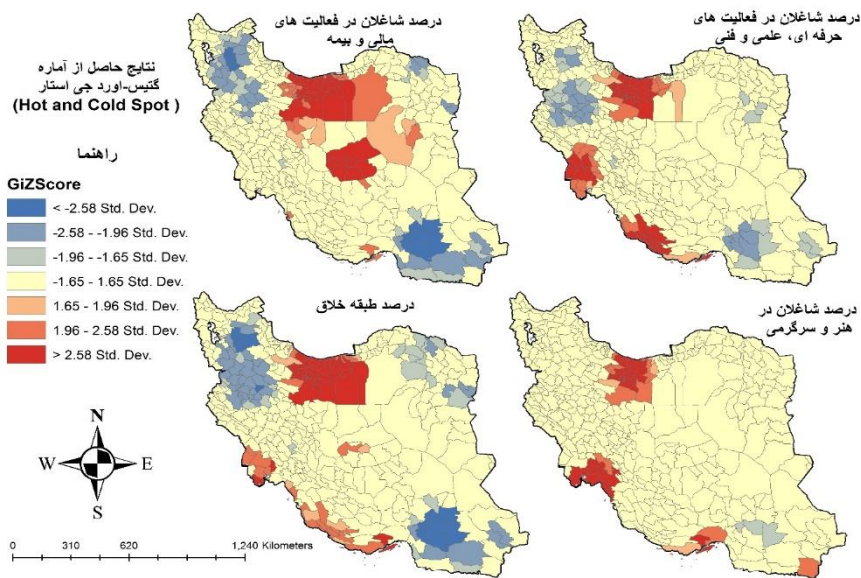 درصد شاغلان در فعالیت های
مالی و بیمه
درصد شاغلان در فعالیت های
حرفه ای، علمی و فنی
نتایج حاصل از آماره
گتیس-اورد جی استار
(Hot and Cold Spot )
راهنما
GiZScore
< -2.58 Std. Dev.
-2.58 - -1.96 Std. Dev.
-1.96 - -1.65 Std. Dev.
-1.65 - 1.65 Std. Dev.
1.65 - 1.96 Std. Dev.
1.96 - 2.58 Std. Dev.
> 2.58 Std. Dev.
درصد طبقه خلاق
درصد شاغلان در
هنر و سرگرمی
N
W E
S
0 310 620 1,240 Kilometers